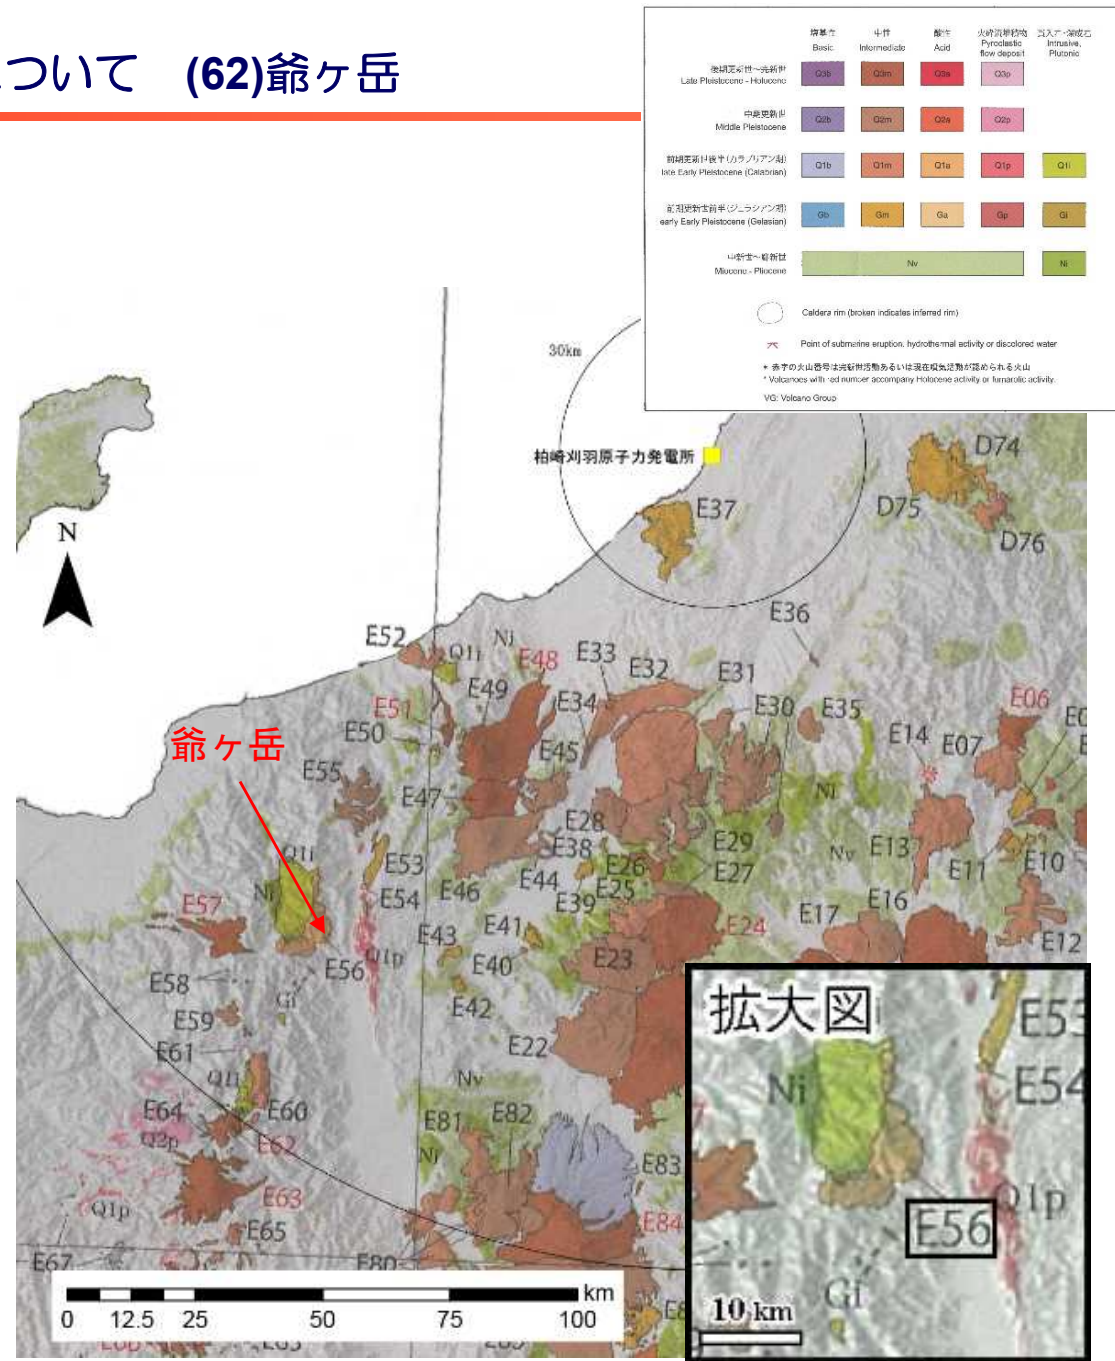 ついて (62)爺ヶ岳
塩基性 中性 酸性 火砕流堆積物 貫入岩・深成岩
Basic Intermediate Acid Pyroclastic flow deposit Intrusive, Plutonic
後期更新世～完新世
Late Pleistocene - Holocene
Q3b Q3m Q3a Q3p
中期更新世
Middle Pleistocene
Q2b Q2m Q2a Q2p
前期更新世後半(カラブリアン期)
late Early Pleistocene (Calabrian)
Q1b Q1m Q1a Q1p Q1i
前期更新世前半(ジェラシアン期)
early Early Pleistocene (Gelasian)
Gb Gm Ga Gp Gi
中新世～鮮新世
Miocene - Pliocene
Nv Ni
Caldera rim (broken indicates inferred rim)
Point of submarine eruption, hydrothermal activity or discolored water
* 赤字の火山番号は完新世活動あるいは現在噴気活動が認められる火山
* Volcanoes with red number accompany Holocene activity or fumarolic activity
VG: Volcano Group
30km
柏崎刈羽原子力発電所
D74
E37
D75
D76
N
E36
E52 Q1i Ni E48 E33 E32 E31
E51 E49 E34 E30 E35 E06
E50 E45 E14 E07
爺ヶ岳
E55 E47 Ni
E28 E29
Q1i E53 E38 E26 E27 Nv E13 E11 E10
Ni E54 E46 E44 E25
E57 E39 E17 E16
E43 E41 E24 E12
Q1p E40 E23
E58 E56
Gi E42
E59 E22
E61
Q1i Nv
E64 E60 E81 E82
Q2p E62 Ni E83
E63
Q1p E84
E65
E67 E80
拡大図
E53
Ni E54
Q1p
E56
Gi
10 km
km
0 12.5 25 50 75 100